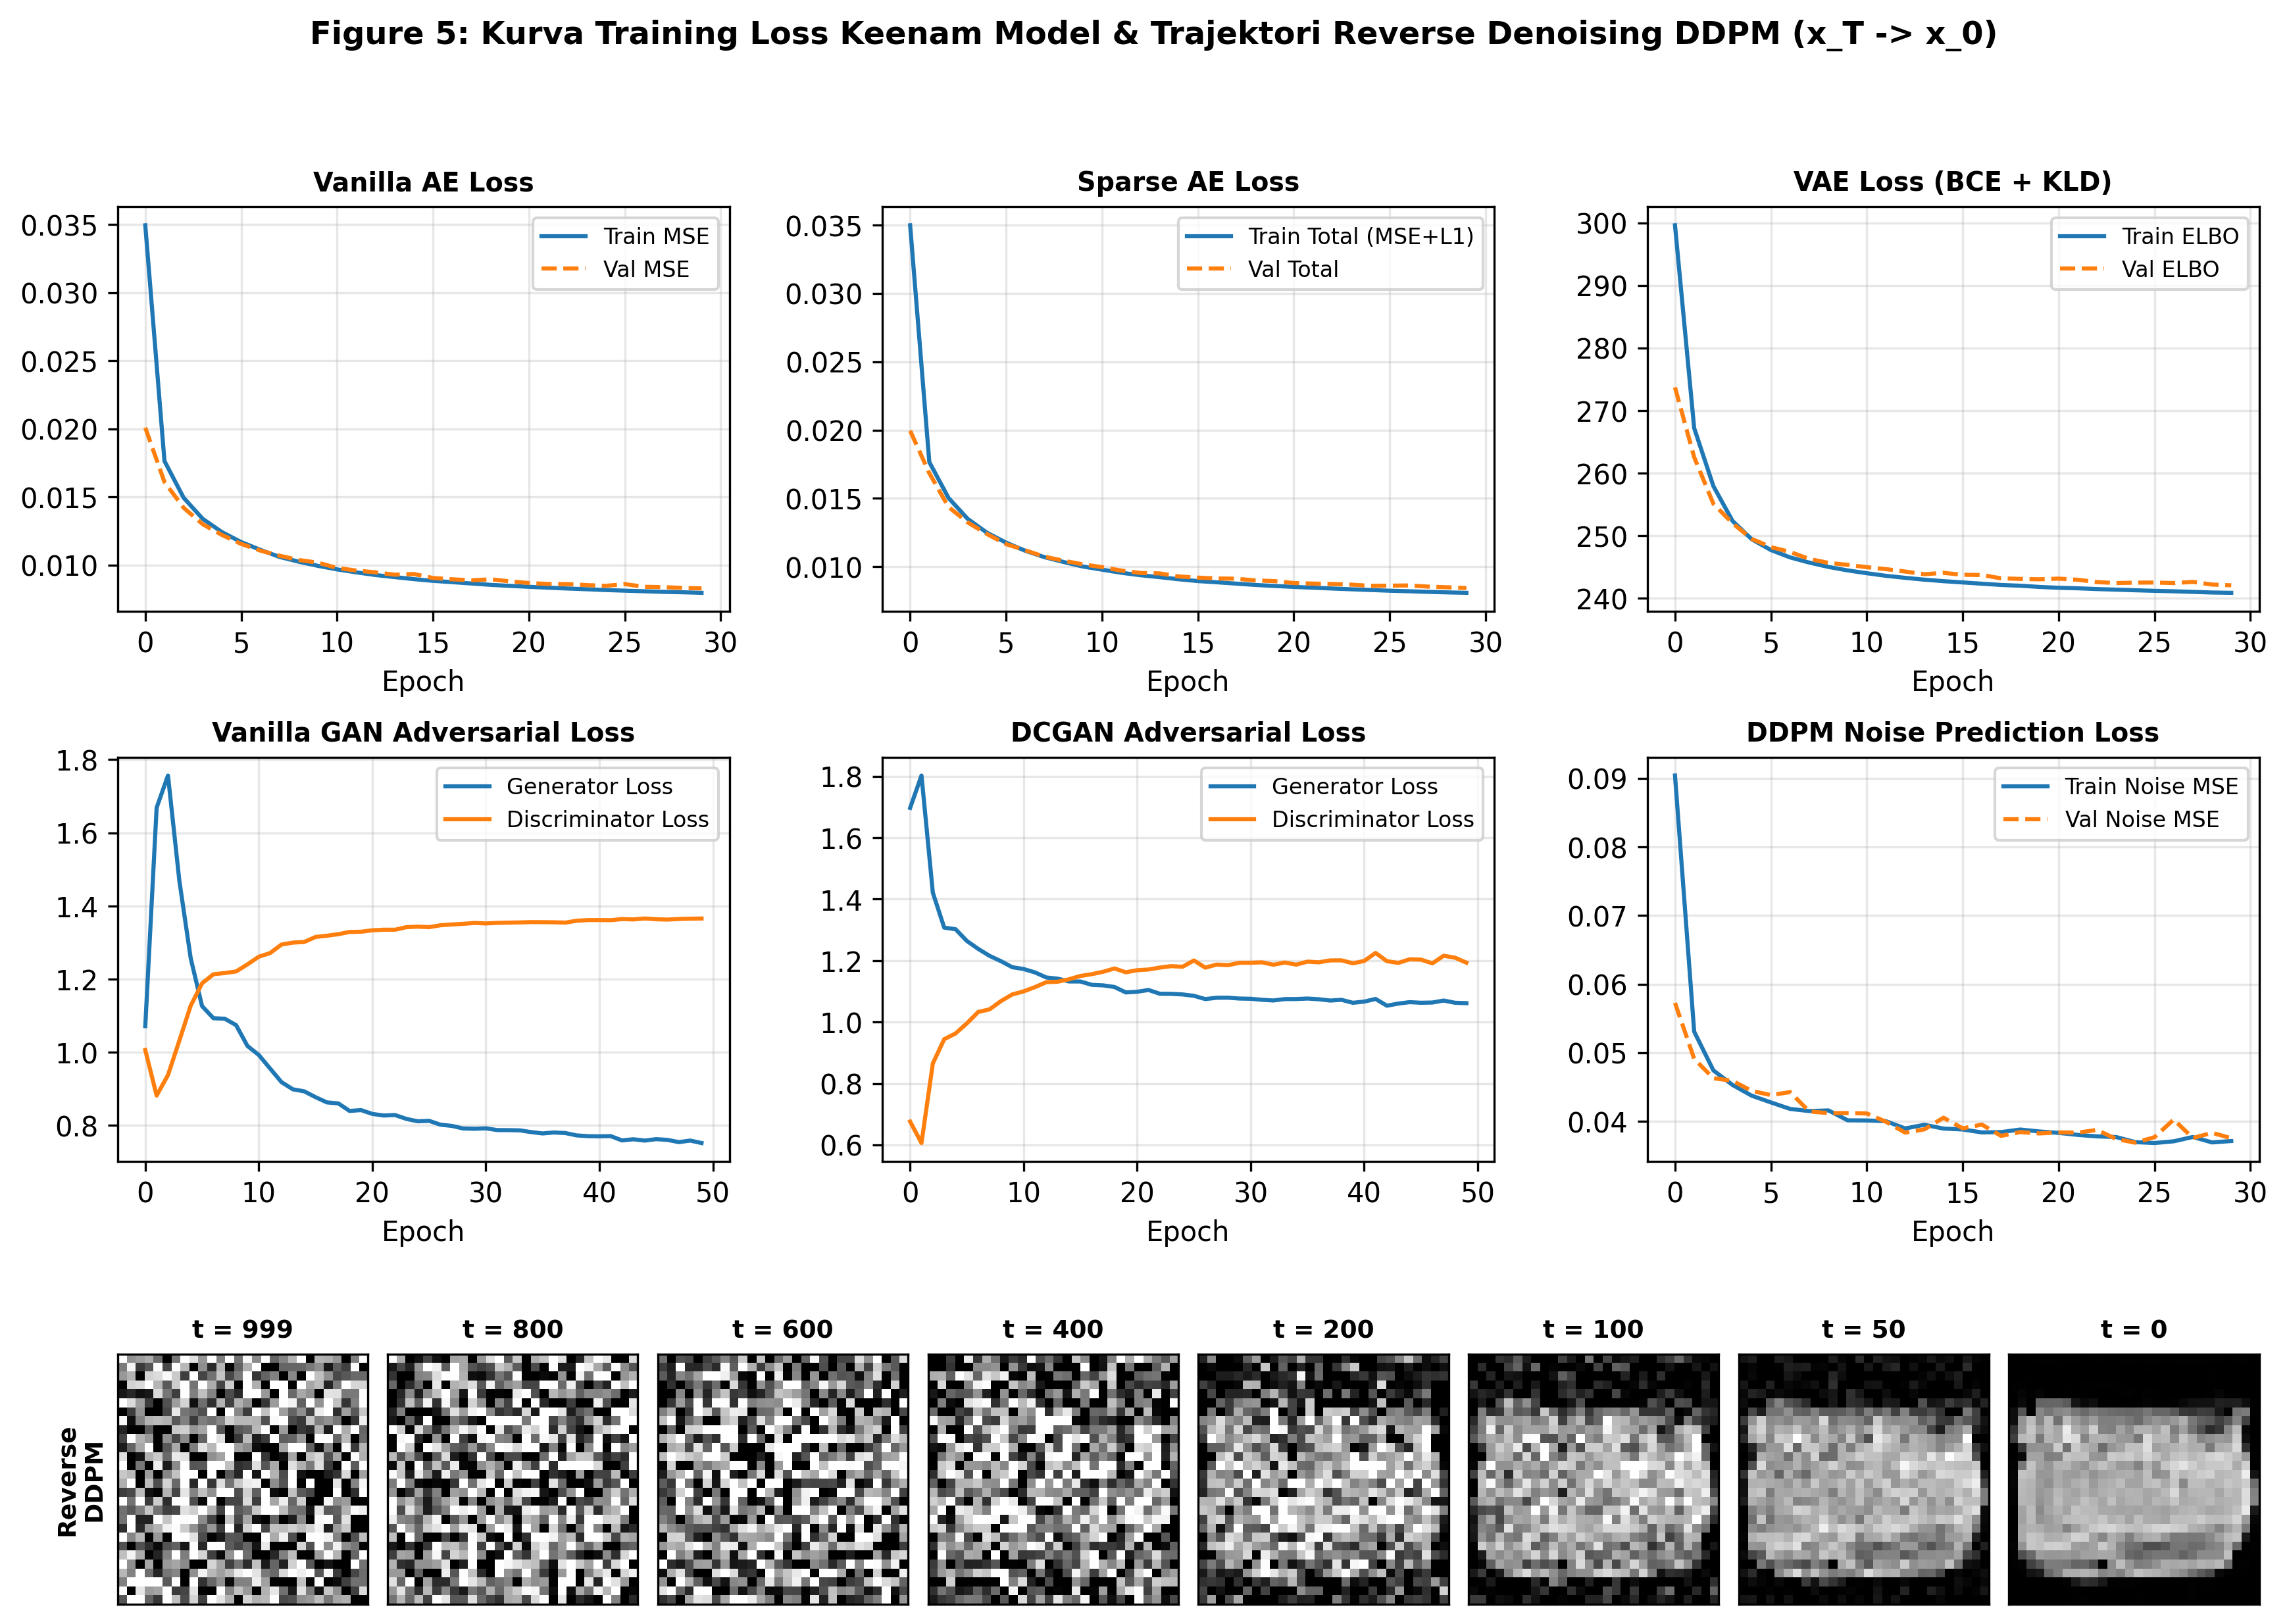 Figure 5: Kurva Training Loss Keenam Model & Trajektori Reverse Denoising DDPM (x_T -> x_0)
Vanilla AE Loss
0.035
0.030
0.025
0.020
0.015
0.010
Train MSE
Val MSE
0 5 10 15 20 25 30
Epoch
Sparse AE Loss
0.035
0.030
0.025
0.020
0.015
0.010
Train Total (MSE+L1)
Val Total
0 5 10 15 20 25 30
Epoch
VAE Loss (BCE + KLD)
300
290
280
270
260
250
240
Train ELBO
Val ELBO
0 5 10 15 20 25 30
Epoch
Vanilla GAN Adversarial Loss
1.8
1.6
1.4
1.2
1.0
0.8
Generator Loss
Discriminator Loss
0 10 20 30 40 50
Epoch
DCGAN Adversarial Loss
1.8
1.6
1.4
1.2
1.0
0.8
0.6
Generator Loss
Discriminator Loss
0 10 20 30 40 50
Epoch
DDPM Noise Prediction Loss
0.09
0.08
0.07
0.06
0.05
0.04
Train Noise MSE
Val Noise MSE
0 5 10 15 20 25 30
Epoch
Reverse
DDPM
t = 999
t = 800
t = 600
t = 400
t = 200
t = 100
t = 50
t = 0